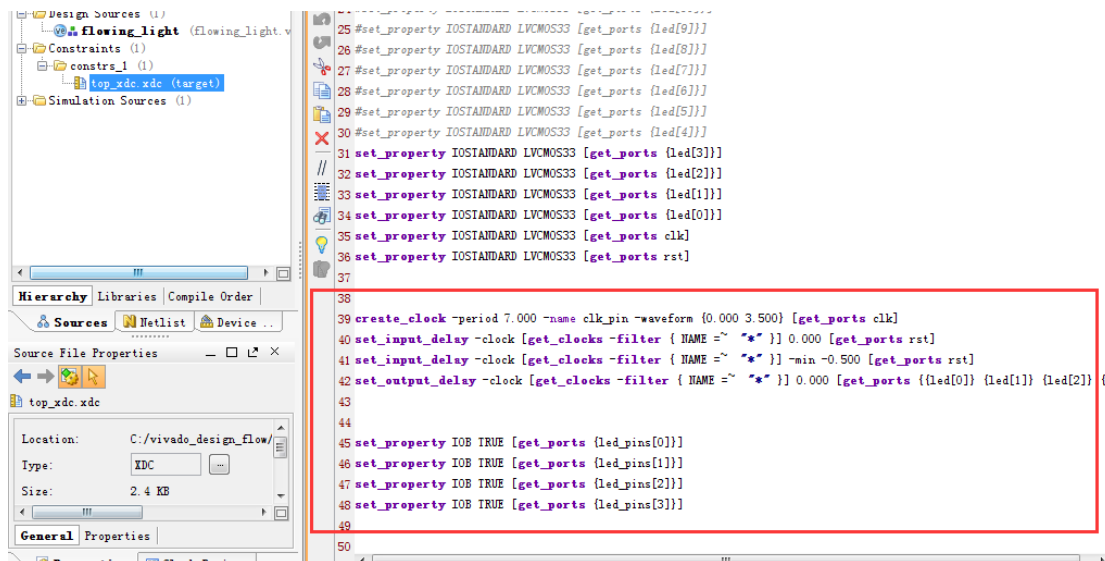 Design Sources (1)
flowing_light (flowing_light.v
Constraints (1)
constrs_1 (1)
top_xdc.xdc (target)
Simulation Sources (1)
Hierarchy Libraries Compile Order
Sources Netlist Device ..
Source File Properties
top_xdc.xdc
Location: C:/vivado_design_flow/
Type: XDC ...
Size: 2.4 KB
General Properties
25 #set_property IOSTANDARD LVCMOS33 [get_ports {led[9]}]
26 #set_property IOSTANDARD LVCMOS33 [get_ports {led[8]}]
27 #set_property IOSTANDARD LVCMOS33 [get_ports {led[7]}]
28 #set_property IOSTANDARD LVCMOS33 [get_ports {led[6]}]
29 #set_property IOSTANDARD LVCMOS33 [get_ports {led[5]}]
30 #set_property IOSTANDARD LVCMOS33 [get_ports {led[4]}]
31 set_property IOSTANDARD LVCMOS33 [get_ports {led[3]}]
32 set_property IOSTANDARD LVCMOS33 [get_ports {led[2]}]
33 set_property IOSTANDARD LVCMOS33 [get_ports {led[1]}]
34 set_property IOSTANDARD LVCMOS33 [get_ports {led[0]}]
35 set_property IOSTANDARD LVCMOS33 [get_ports clk]
36 set_property IOSTANDARD LVCMOS33 [get_ports rst]
37
38
39 create_clock -period 7.000 -name clk_pin -waveform {0.000 3.500} [get_ports clk]
40 set_input_delay -clock [get_clocks -filter { NAME =~ "*" }] 0.000 [get_ports rst]
41 set_input_delay -clock [get_clocks -filter { NAME =~ "*" }] -min -0.500 [get_ports rst]
42 set_output_delay -clock [get_clocks -filter { NAME =~ "*" }] 0.000 [get_ports {{led[0]} {led[1]} {led[2]} {
43
44
45 set_property IOB TRUE [get_ports {led_pins[0]}]
46 set_property IOB TRUE [get_ports {led_pins[1]}]
47 set_property IOB TRUE [get_ports {led_pins[2]}]
48 set_property IOB TRUE [get_ports {led_pins[3]}]
49
50